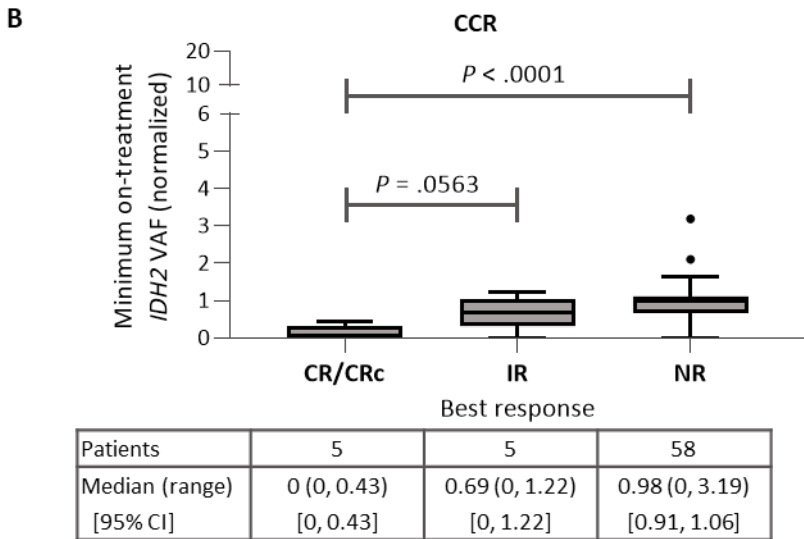 B
CCR
Minimum on-treatment
IDH2 VAF (normalized)
20
10
6
5
4
3
2
1
0
P < .0001
P = .0563
CR/CRc IR NR
Best response
Patients 5 5 58
Median (range) 0 (0, 0.43) 0.69 (0, 1.22) 0.98 (0, 3.19)
[95% CI] [0, 0.43] [0, 1.22] [0.91, 1.06]